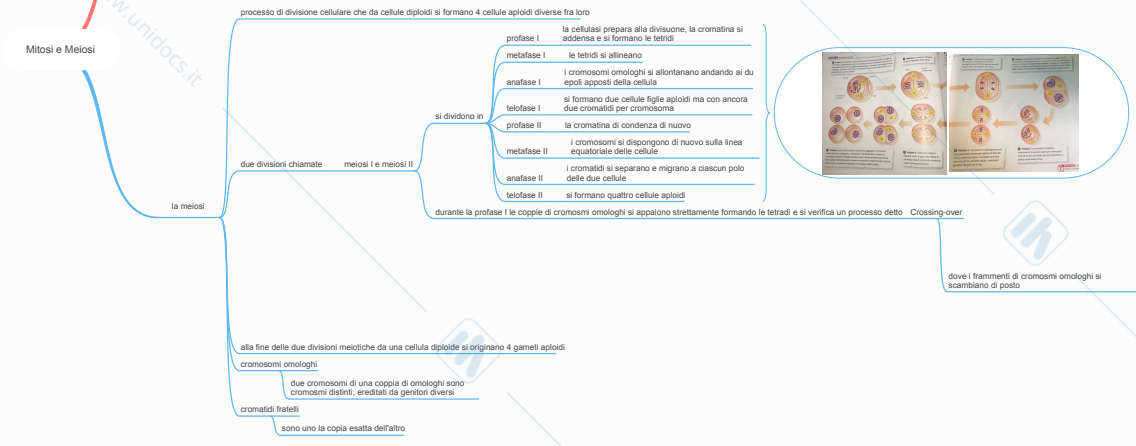 Mitosi e Meiosi
www.unidocs.it
la meiosi
processo di divisione cellulare che da cellule diploidi si formano 4 cellule aploidi diverse fra loro
due divisioni chiamate
meiosi I e meiosi II
si dividono in
profase I
la cellulasi prepara alla divisuone, la cromatina si
addensa e si formano le tetridi
metafase I
le tetridi si allineano
anafase I
i cromosomi omologhi si allontanano andando ai du
epoli apposti della cellula
telofase I
si formano due cellule figlie aploidi ma con ancora
due cromatidi per cromosoma
profase II
la cromatina di condenza di nuovo
metafase II
i cromosomi si dispongono di nuovo sulla linea
equatoriale delle cellule
anafase II
i cromatidi si separano e migrano a ciascun polo
delle due cellule
telofase II
si formano quattro cellule aploidi
durante la profase I le coppie di cromosmi omologhi si appaiono strettamente formando le tetradi e si verifica un processo detto
Crossing-over
dove i frammenti di cromosmi omologhi si
scambiano di posto
alla fine delle due divisioni meiotiche da una cellula diploide si originano 4 gameti aploidi
cromosomi omologhi
due cromosomi di una coppia di omologhi sono
cromosmi distinti, ereditati da genitori diversi
cromatidi fratelli
sono uno la copia esatta dell'altro